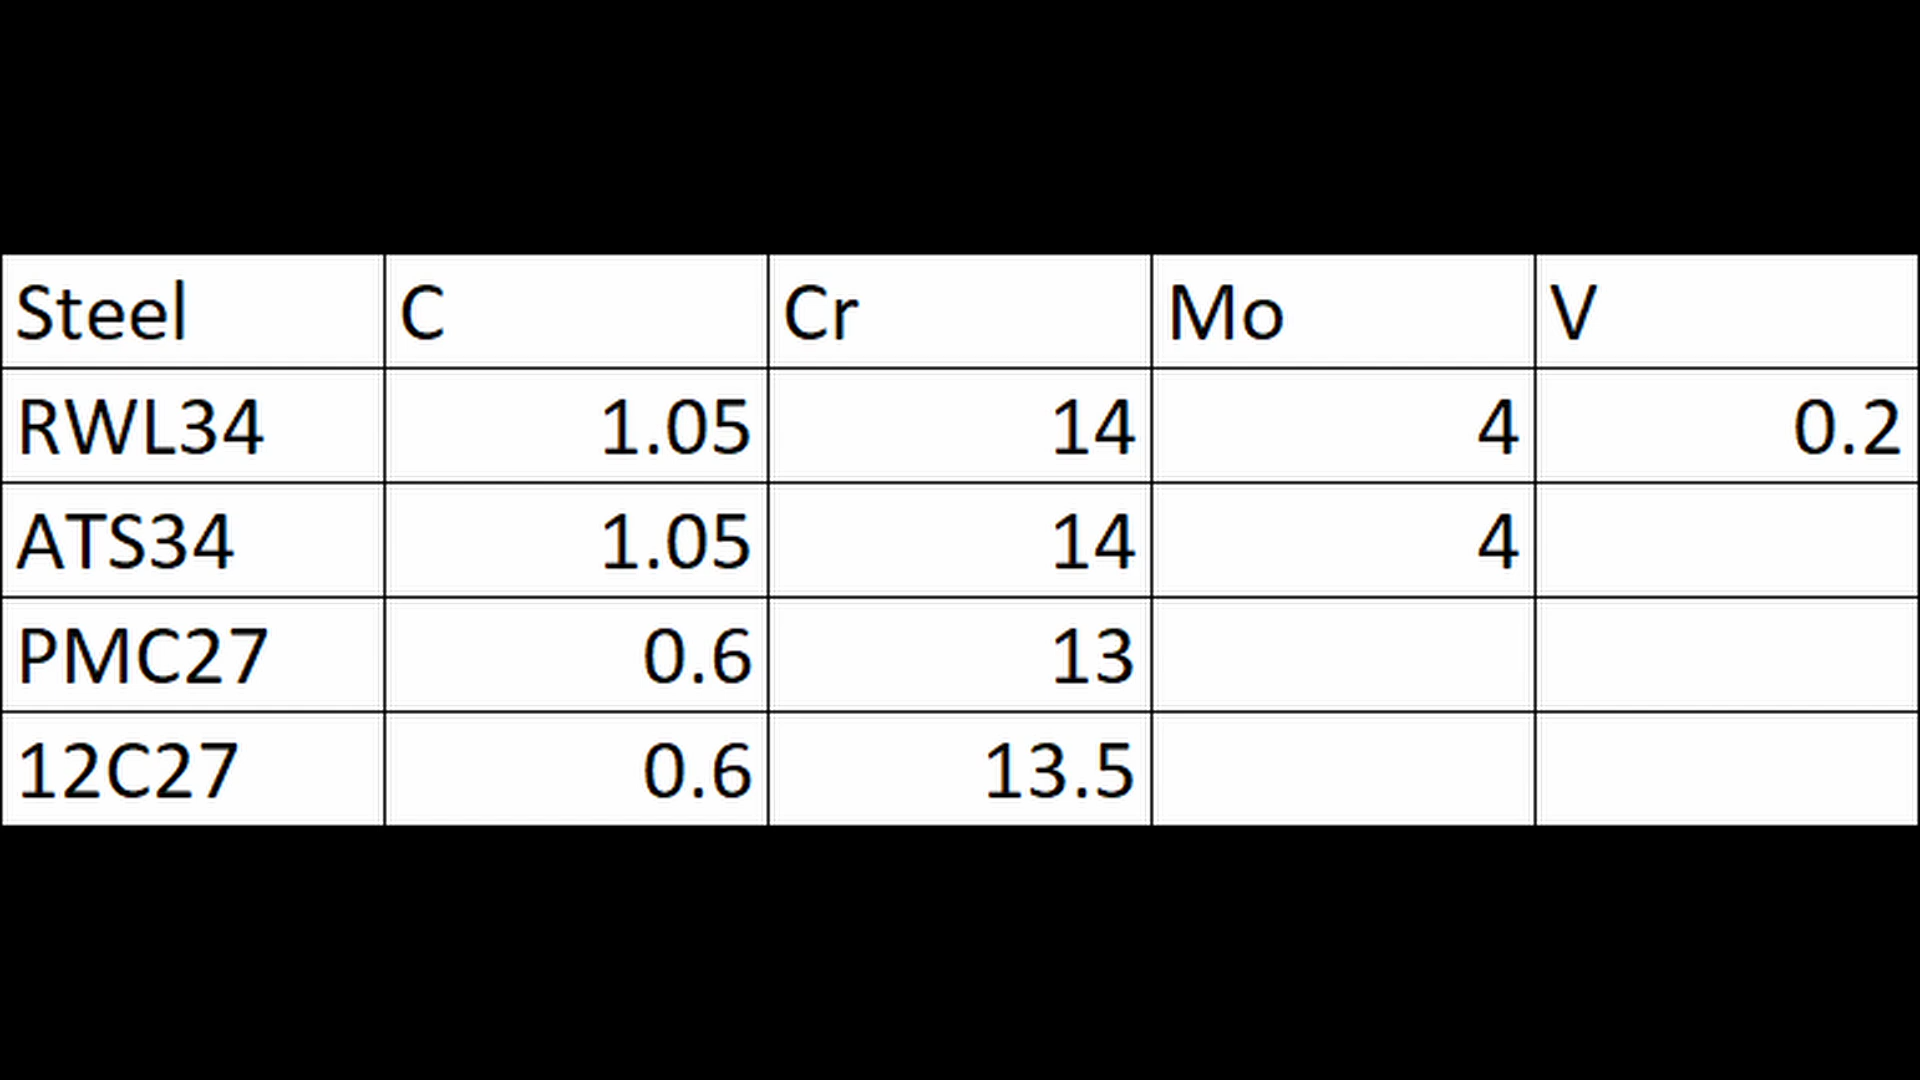 Steel C Cr Mo V
RWL34 1.05 14 4 0.2
ATS34 1.05 14 4
PMC27 0.6 13
12C27 0.6 13.5